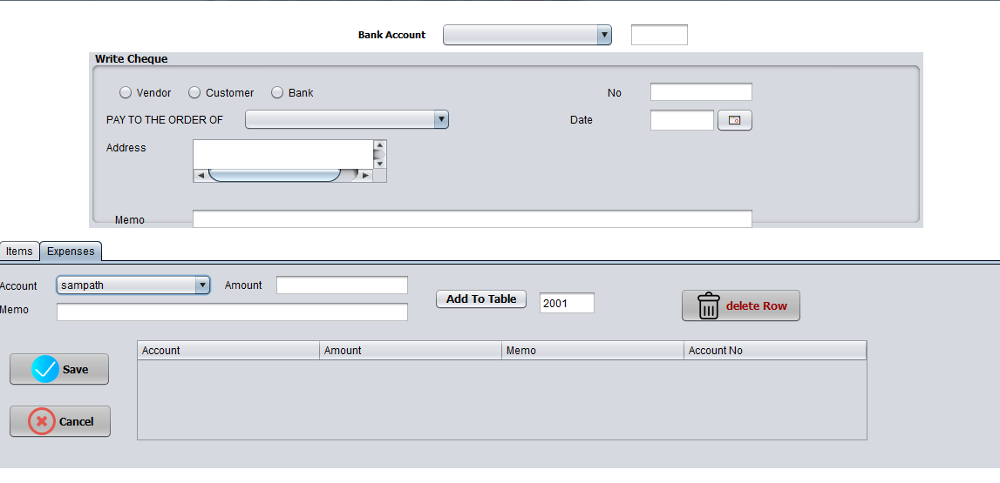 Bank Account
Write Cheque
Vendor Customer Bank No
PAY TO THE ORDER OF Date
Address
Memo
Items Expenses
Account sampath Amount
Add To Table 2001 delete Row
Memo
Account Amount Memo Account No
Save
Cancel